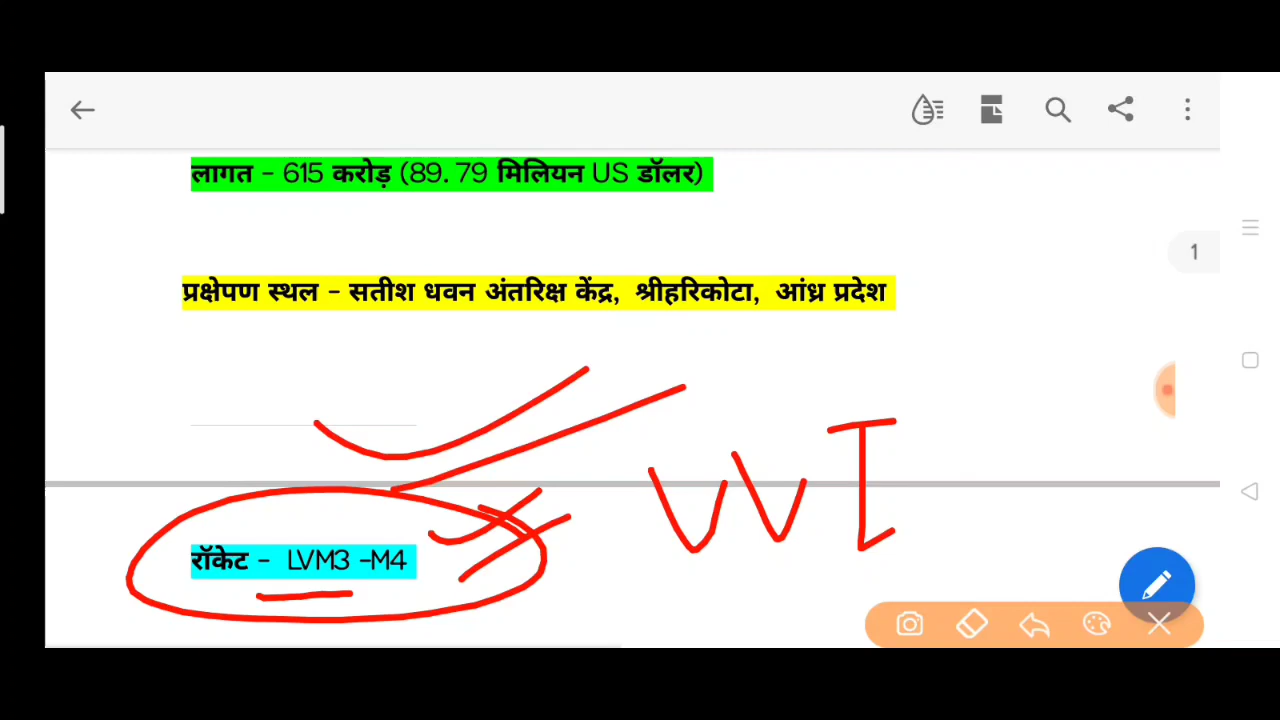 लागत - 615 करोड़ (89. 79 मिलियन US डॉलर)
1
प्रक्षेपण स्थल - सतीश धवन अंतरिक्ष केंद्र, श्रीहरिकोटा, आंध्र प्रदेश
VVI
रॉकेट - LVM3 -M4